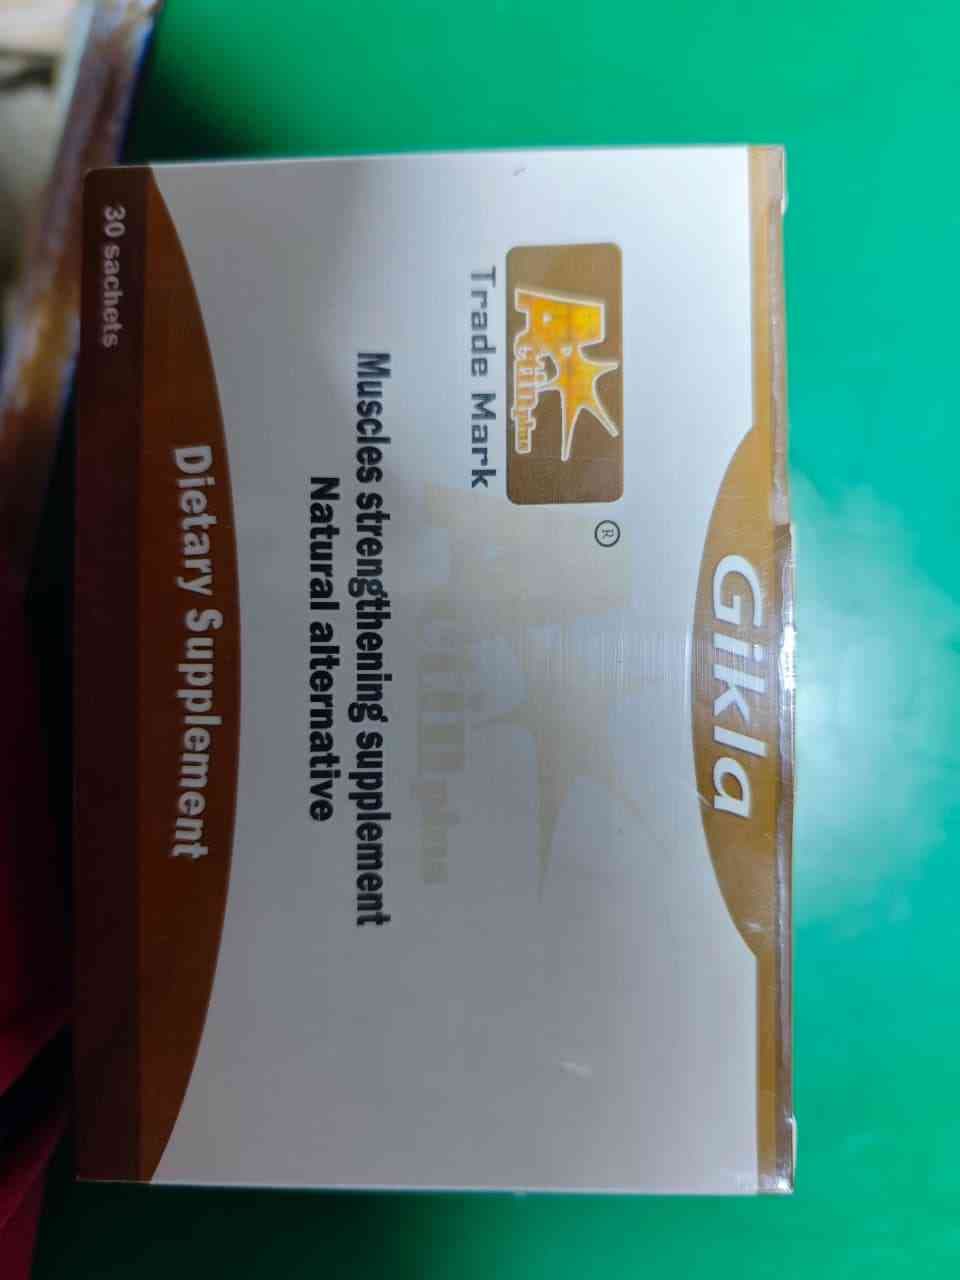 Gikla
®
Trade Mark
Muscles strengthening supplement
Natural alternative
Dietary Supplement
30 sachets